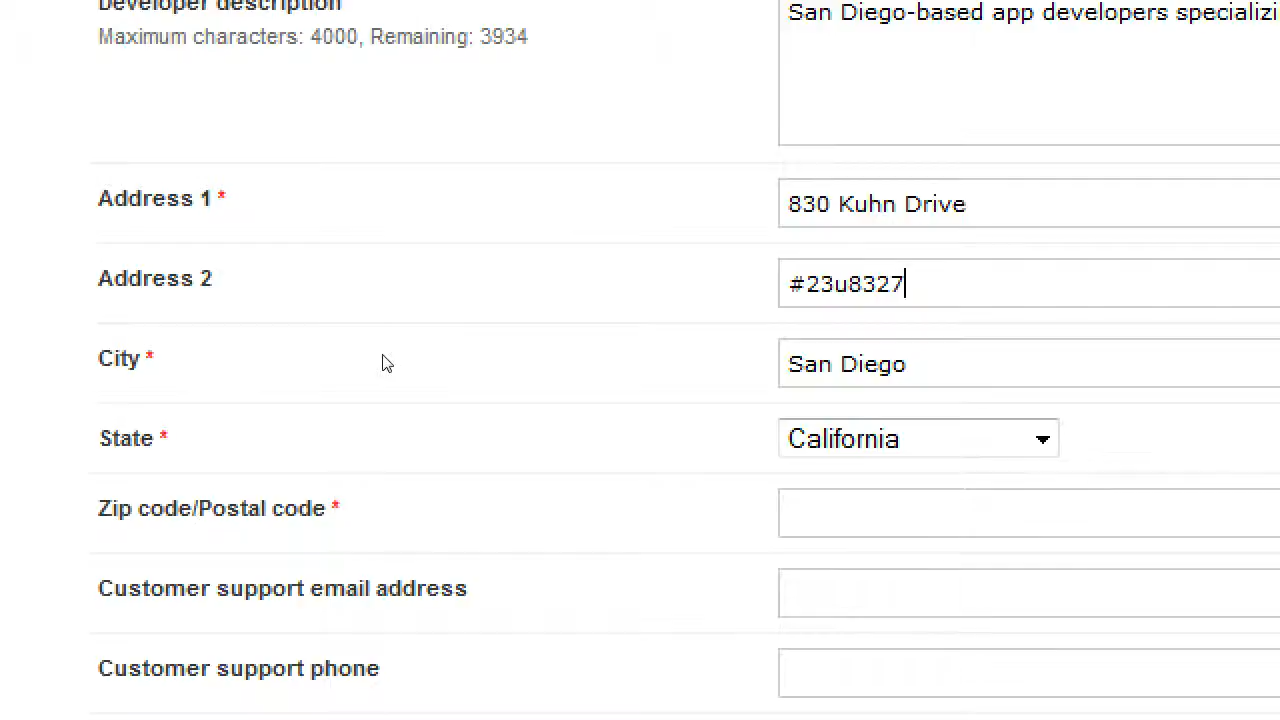 Developer description
San Diego-based app developers specializi
Maximum characters: 4000, Remaining: 3934
Address 1 *
830 Kuhn Drive
Address 2
#23u8327
City *
San Diego
State *
California
Zip code/Postal code *
Customer support email address
Customer support phone